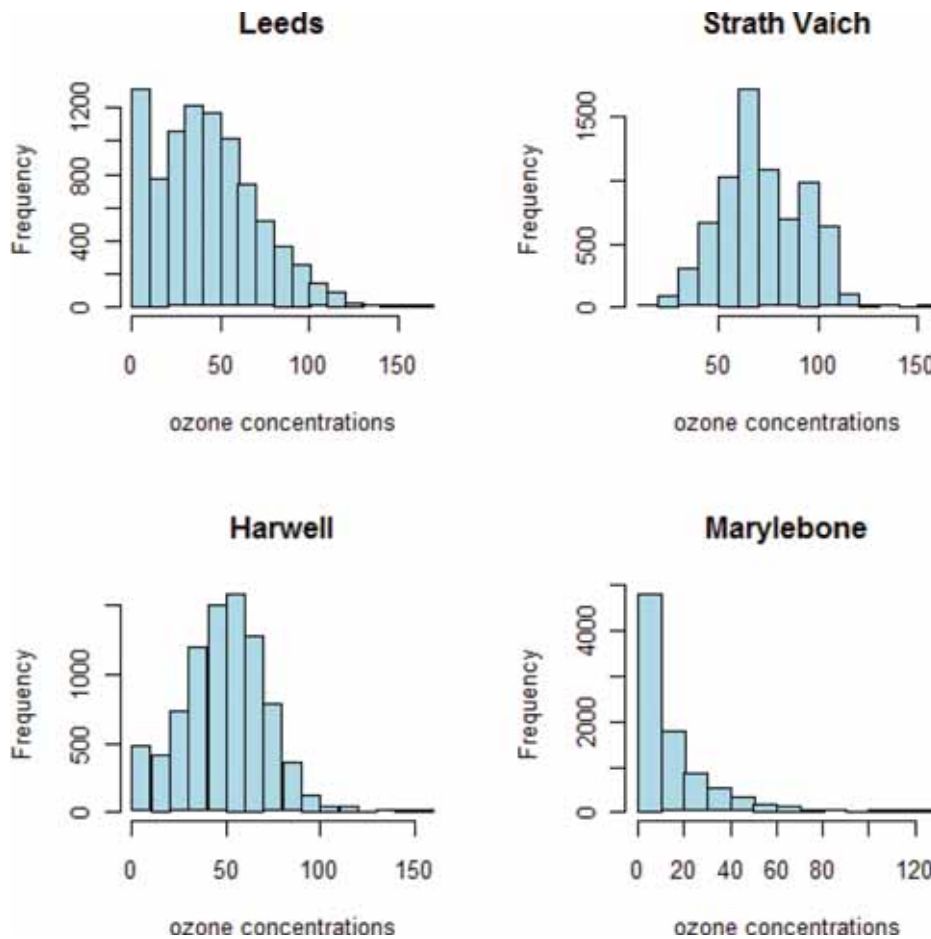 Leeds
Frequency
0 400 800 1200
0 50 100 150
ozone concentrations
Strath Vaich
Frequency
0 500 1500
50 100 150
ozone concentrations
Harwell
Frequency
0 500 1000
0 50 100 150
ozone concentrations
Marylebone
Frequency
0 2000 4000
0 20 40 60 80 120
ozone concentrations